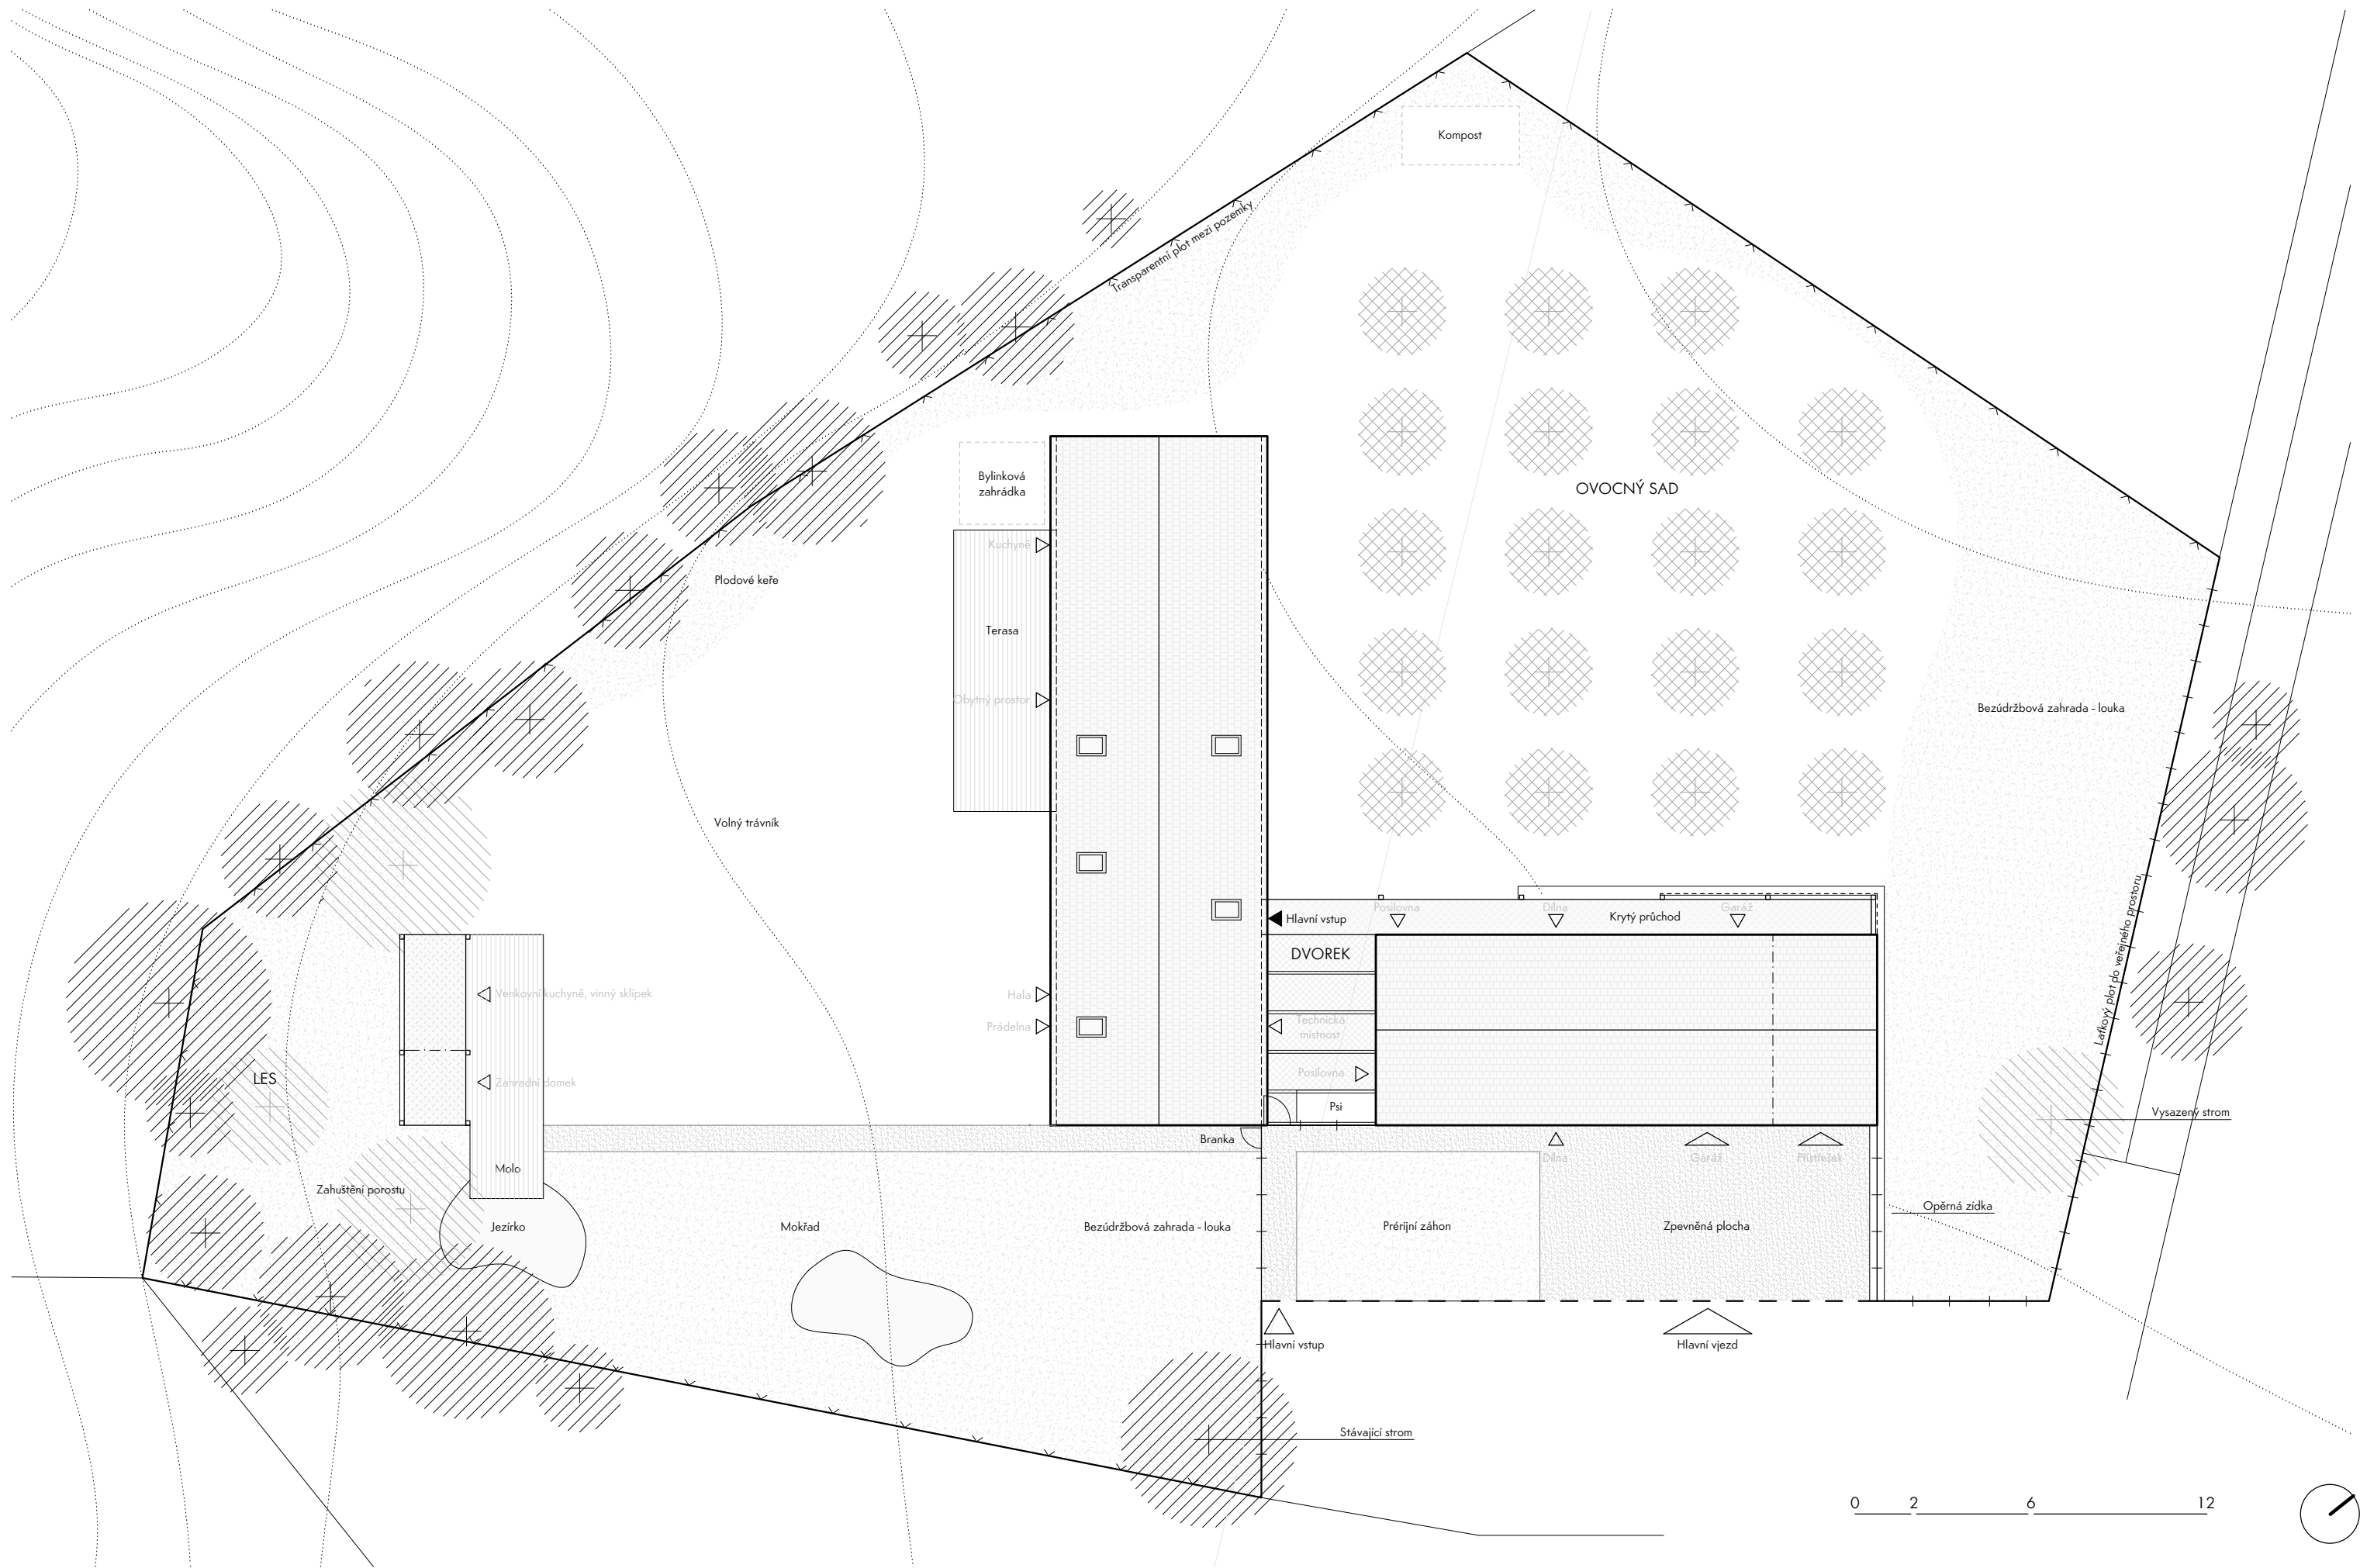 Kompost
Transparentní plot mezi pozemky
Bylinková
zahrádka
OVOCNÝ SAD
Kuchyně
Plodové keře
Terasa
Obytný prostor
Bezúdržbová zahrada - louka
Volný trávník
Posilovna
Dílna
Garáž
Hlavní vstup
Krytý průchod
DVOREK
Laťkový plot do veřejného prostoru
Venkovní kuchyně, vinný sklípek
Hala
Prádelna
Technická
místnost
Posilovna
LES
Zahradní domek
Psi
Vysazený strom
Branka
Dílna
Garáž
Přístřešek
Molo
Zahuštění porostu
Opěrná zídka
Jezírko
Mokřad
Bezúdržbová zahrada - louka
Prérijní záhon
Zpevněná plocha
Hlavní vstup
Hlavní vjezd
Stávající strom
0 2 6 12